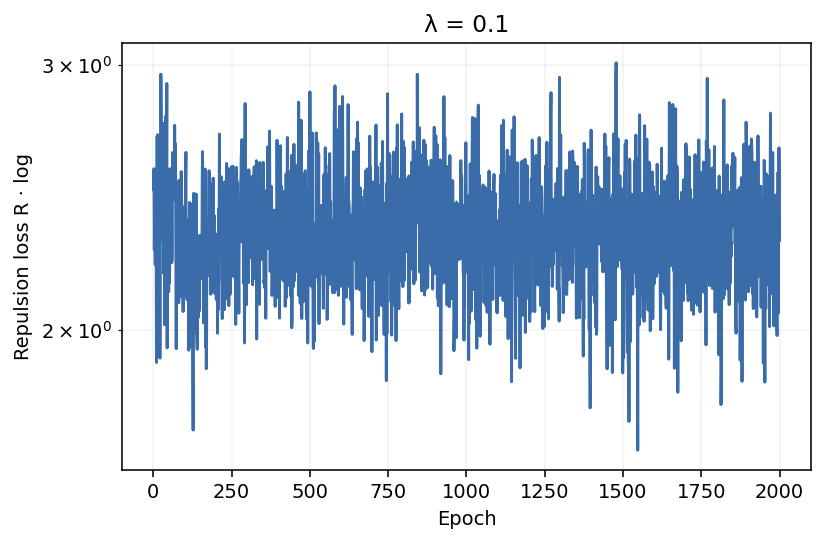 λ = 0.1
3 × 10⁰
2 × 10⁰
Repulsion loss R · log
0 250 500 750 1000 1250 1500 1750 2000
Epoch